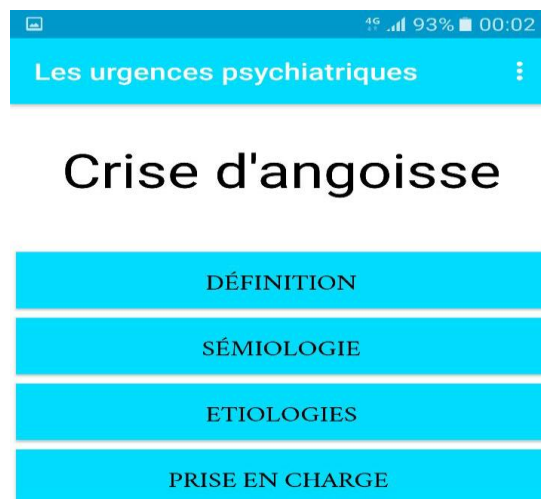 4G 93% 00:02
Les urgences psychiatriques
Crise d'angoisse
DÉFINITION
SÉMIOLOGIE
ETIOLOGIES
PRISE EN CHARGE